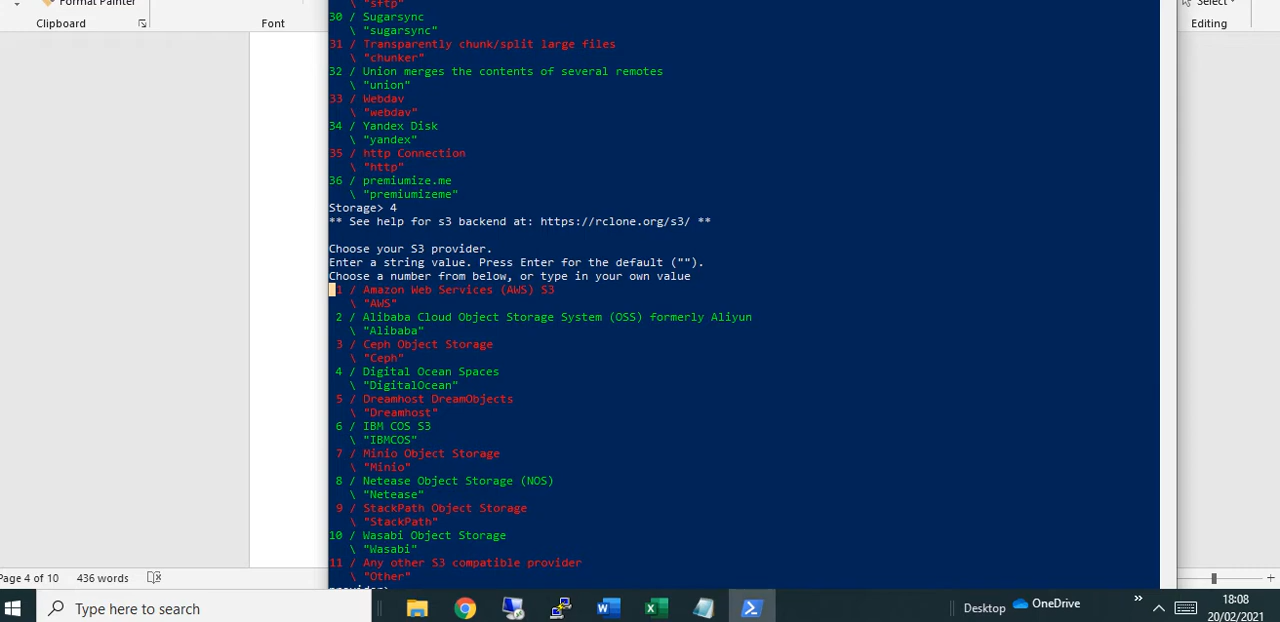 Format Painter
Select
Clipboard
Font
Editing
\ "sftp"
30 / Sugarsync
\ "sugarsync"
31 / Transparently chunk/split large files
\ "chunker"
32 / Union merges the contents of several remotes
\ "union"
33 / Webdav
\ "webdav"
34 / Yandex Disk
\ "yandex"
35 / http Connection
\ "http"
36 / premiumize.me
\ "premiumizeme"
Storage> 4
** See help for s3 backend at: https://rclone.org/s3/ **
Choose your S3 provider.
Enter a string value. Press Enter for the default ("").
Choose a number from below, or type in your own value
1 / Amazon Web Services (AWS) S3
\ "AWS"
2 / Alibaba Cloud Object Storage System (OSS) formerly Aliyun
\ "Alibaba"
3 / Ceph Object Storage
\ "Ceph"
4 / Digital Ocean Spaces
\ "DigitalOcean"
5 / Dreamhost DreamObjects
\ "Dreamhost"
6 / IBM COS S3
\ "IBMCOS"
7 / Minio Object Storage
\ "Minio"
8 / Netease Object Storage (NOS)
\ "Netease"
9 / StackPath Object Storage
\ "StackPath"
10 / Wasabi Object Storage
\ "Wasabi"
11 / Any other S3 compatible provider
\ "Other"
provider>
Page 4 of 10 436 words
Type here to search
Desktop
OneDrive
18:08
20/02/2021